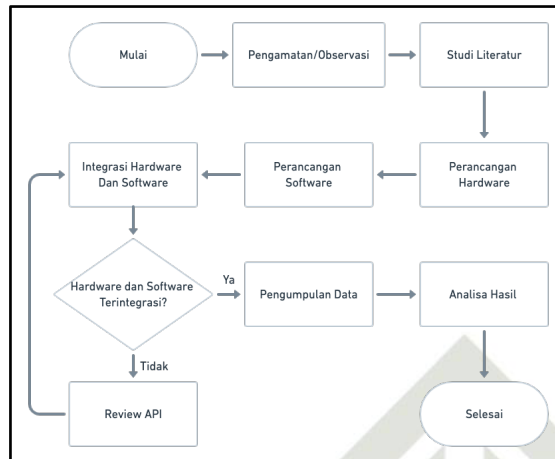 Mulai
Pengamatan/Observasi
Studi Literatur
Integrasi Hardware
Dan Software
Perancangan
Software
Perancangan
Hardware
Hardware dan Software
Terintegrasi?
Ya
Pengumpulan Data
Analisa Hasil
Tidak
Review API
Selesai